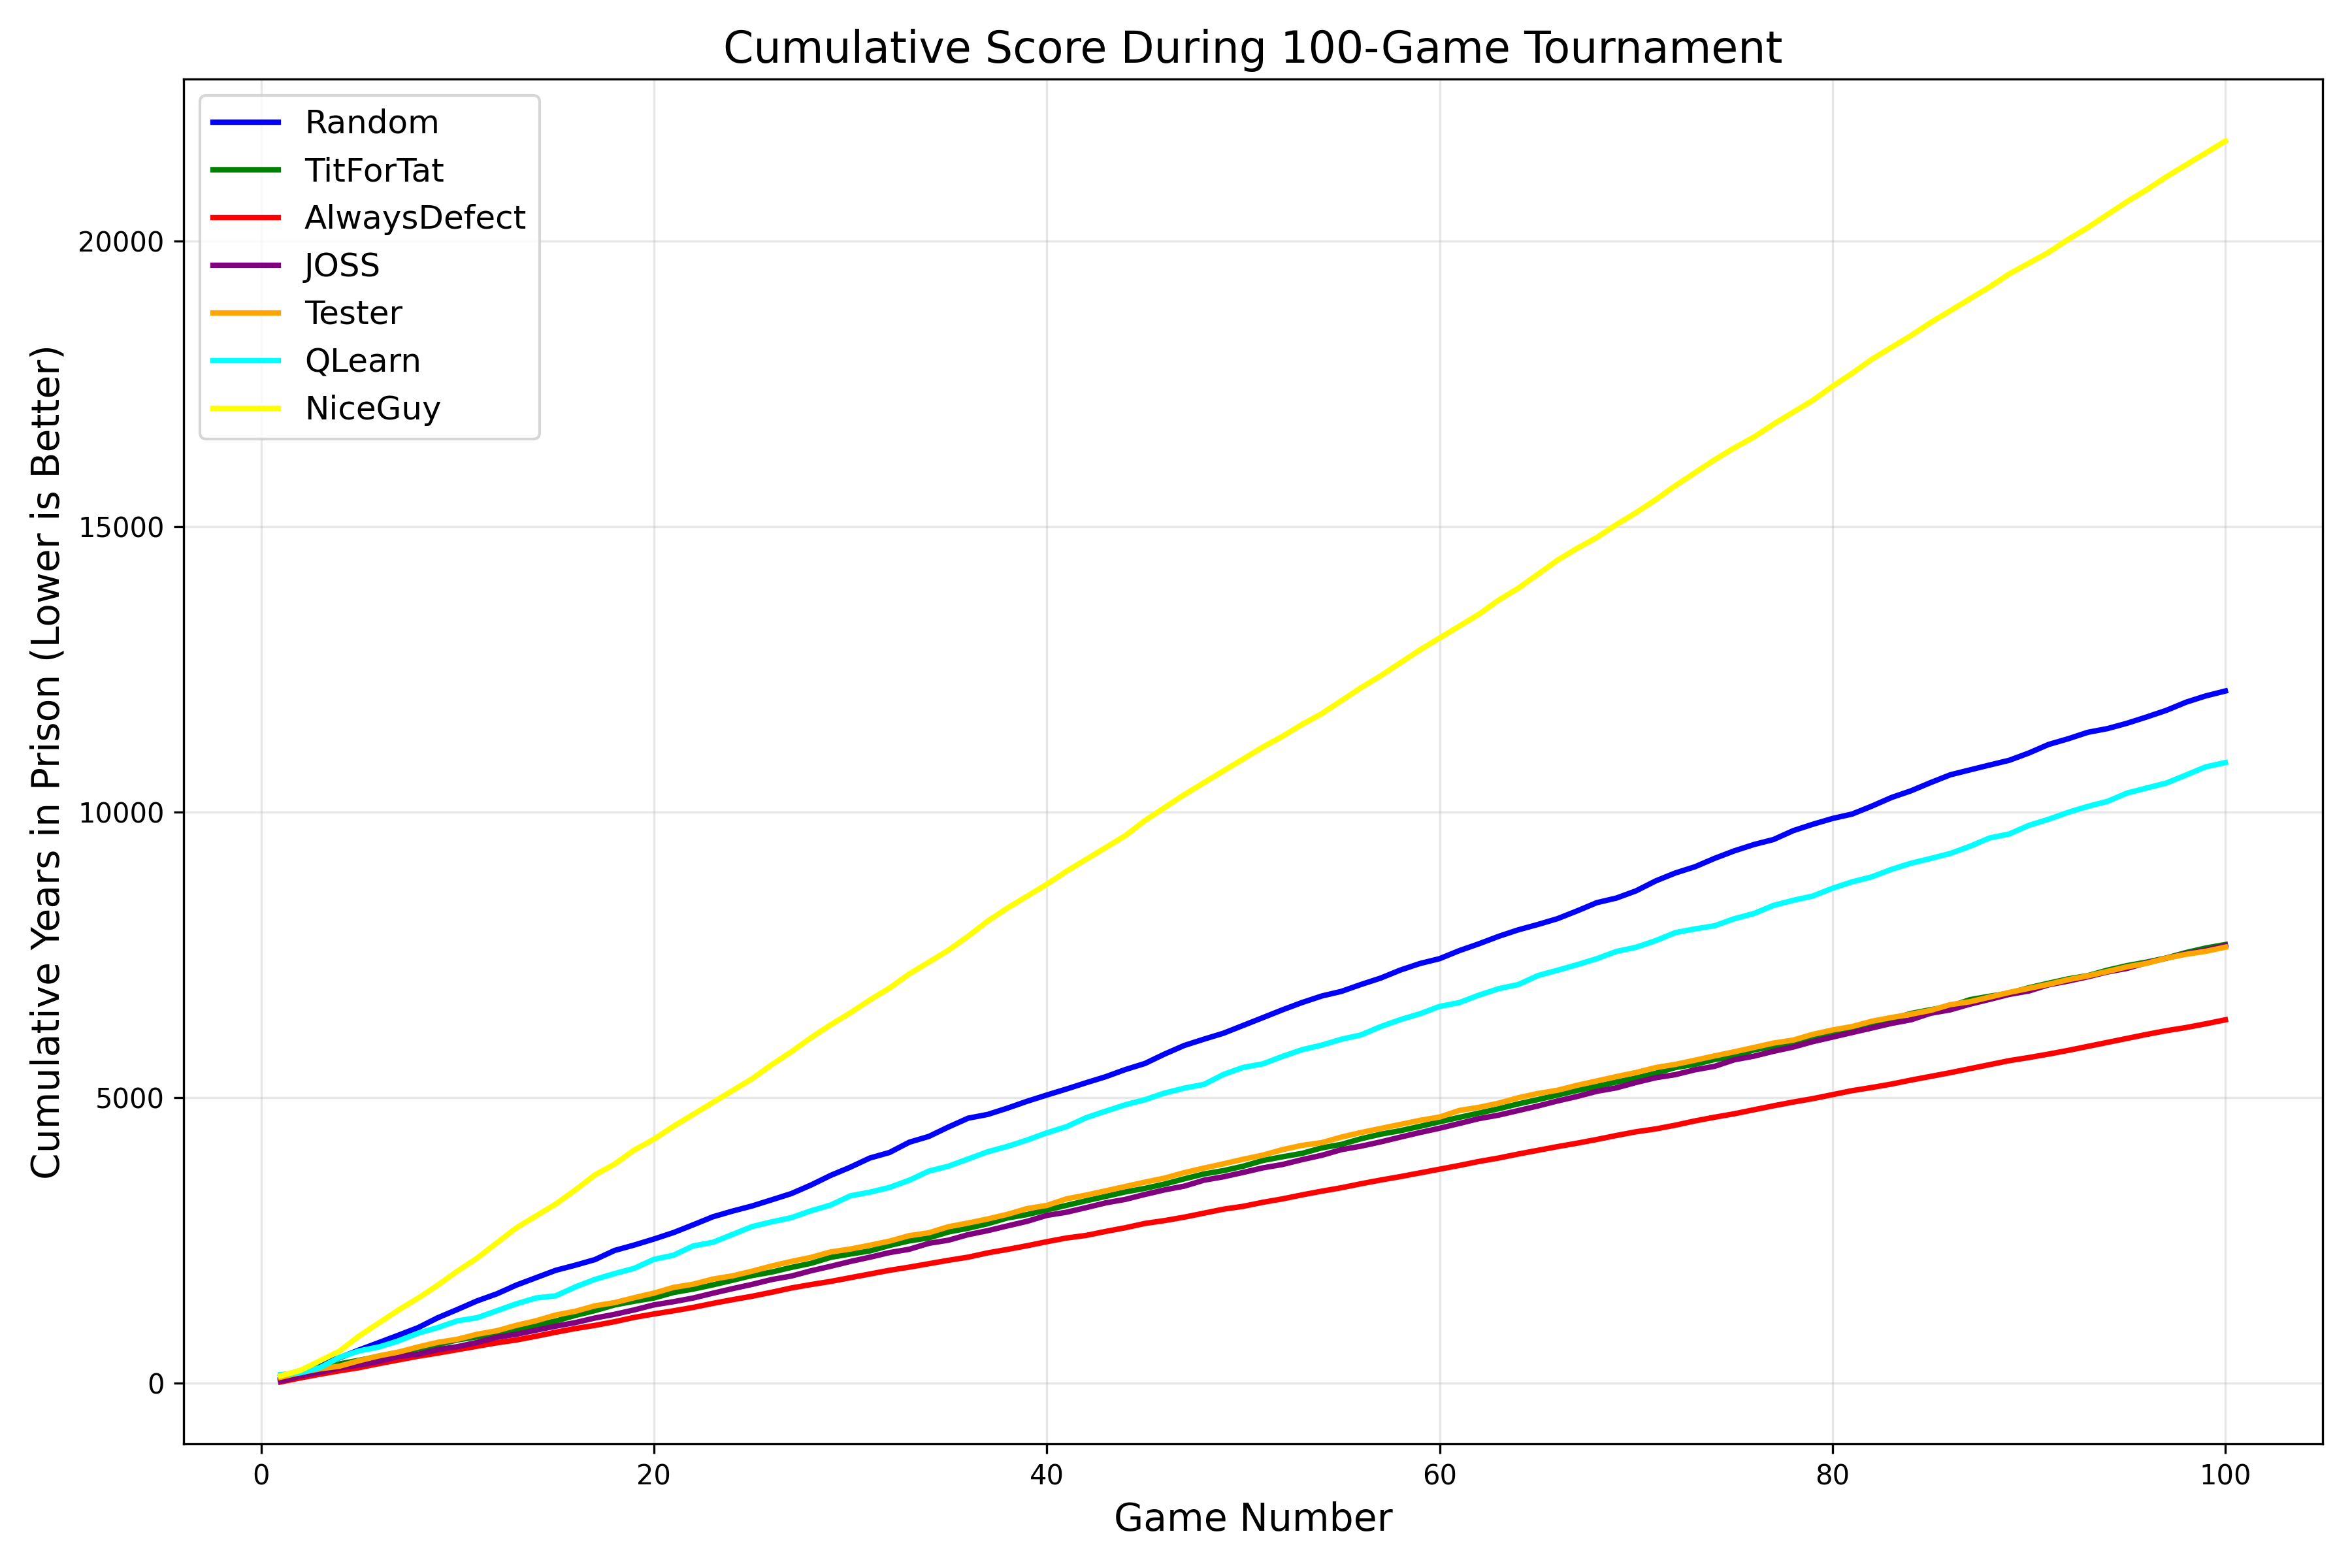 Cumulative Score During 100-Game Tournament
Random
TitForTat
AlwaysDefect
JOSS
Tester
QLearn
NiceGuy
Cumulative Years in Prison (Lower is Better)
20000
15000
10000
5000
0
0 20 40 60 80 100
Game Number